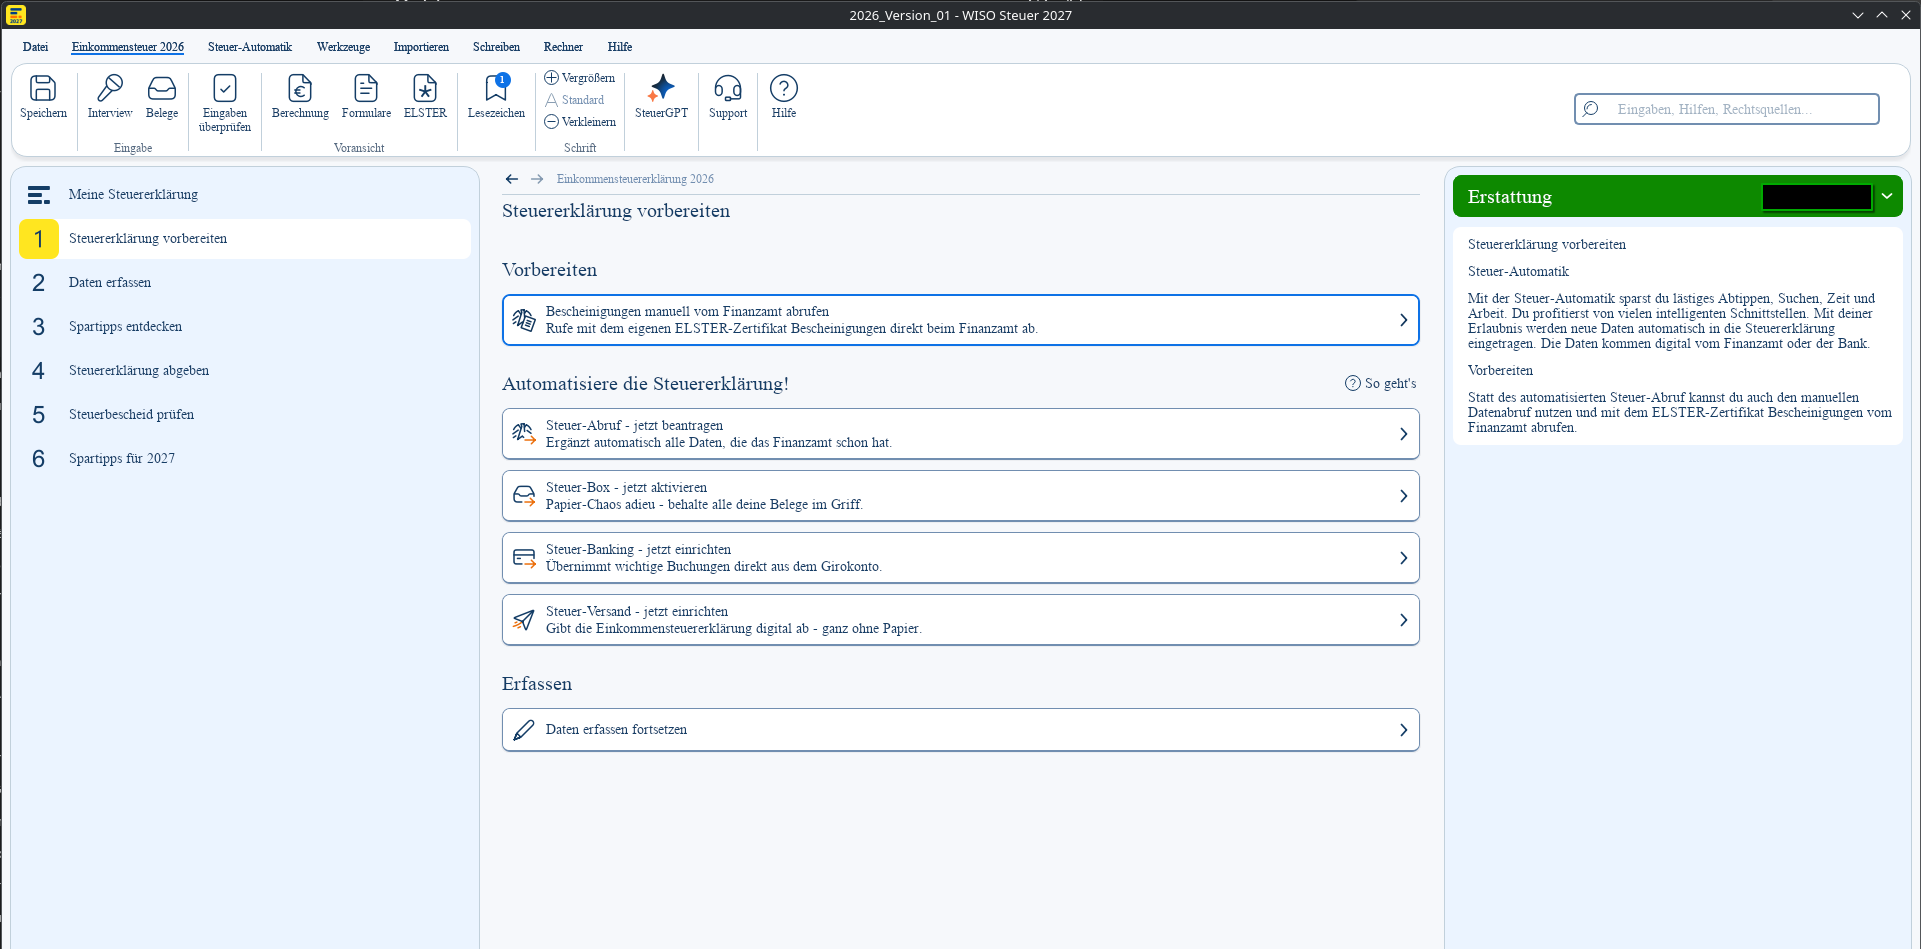 2026_Version_01 - WISO Steuer 2027
Datei Einkommensteuer 2026 Steuer-Automatik Werkzeuge Importieren Schreiben Rechner Hilfe
Speichern
Interview
Belege
Eingabe
Eingaben
überprüfen
Berechnung
Formulare
ELSTER
Voransicht
1
Lesezeichen
Vergrößern
Standard
Verkleinern
Schrift
SteuerGPT
Support
Hilfe
Eingaben, Hilfen, Rechtsquellen...
Meine Steuererklärung
1 Steuererklärung vorbereiten
2 Daten erfassen
3 Spartipps entdecken
4 Steuererklärung abgeben
5 Steuerbescheid prüfen
6 Spartipps für 2027
Einkommensteuererklärung 2026
Steuererklärung vorbereiten
Vorbereiten
Bescheinigungen manuell vom Finanzamt abrufen
Rufe mit dem eigenen ELSTER-Zertifikat Bescheinigungen direkt beim Finanzamt ab.
Automatisiere die Steuererklärung!
So geht's
Steuer-Abruf - jetzt beantragen
Ergänzt automatisch alle Daten, die das Finanzamt schon hat.
Steuer-Box - jetzt aktivieren
Papier-Chaos adieu - behalte alle deine Belege im Griff.
Steuer-Banking - jetzt einrichten
Übernimmt wichtige Buchungen direkt aus dem Girokonto.
Steuer-Versand - jetzt einrichten
Gibt die Einkommensteuererklärung digital ab - ganz ohne Papier.
Erfassen
Daten erfassen fortsetzen
Erstattung
Steuererklärung vorbereiten
Steuer-Automatik
Mit der Steuer-Automatik sparst du lästiges Abtippen, Suchen, Zeit und
Arbeit. Du profitierst von vielen intelligenten Schnittstellen. Mit deiner
Erlaubnis werden neue Daten automatisch in die Steuererklärung
eingetragen. Die Daten kommen digital vom Finanzamt oder der Bank.
Vorbereiten
Statt des automatisierten Steuer-Abruf kannst du auch den manuellen
Datenabruf nutzen und mit dem ELSTER-Zertifikat Bescheinigungen vom
Finanzamt abrufen.